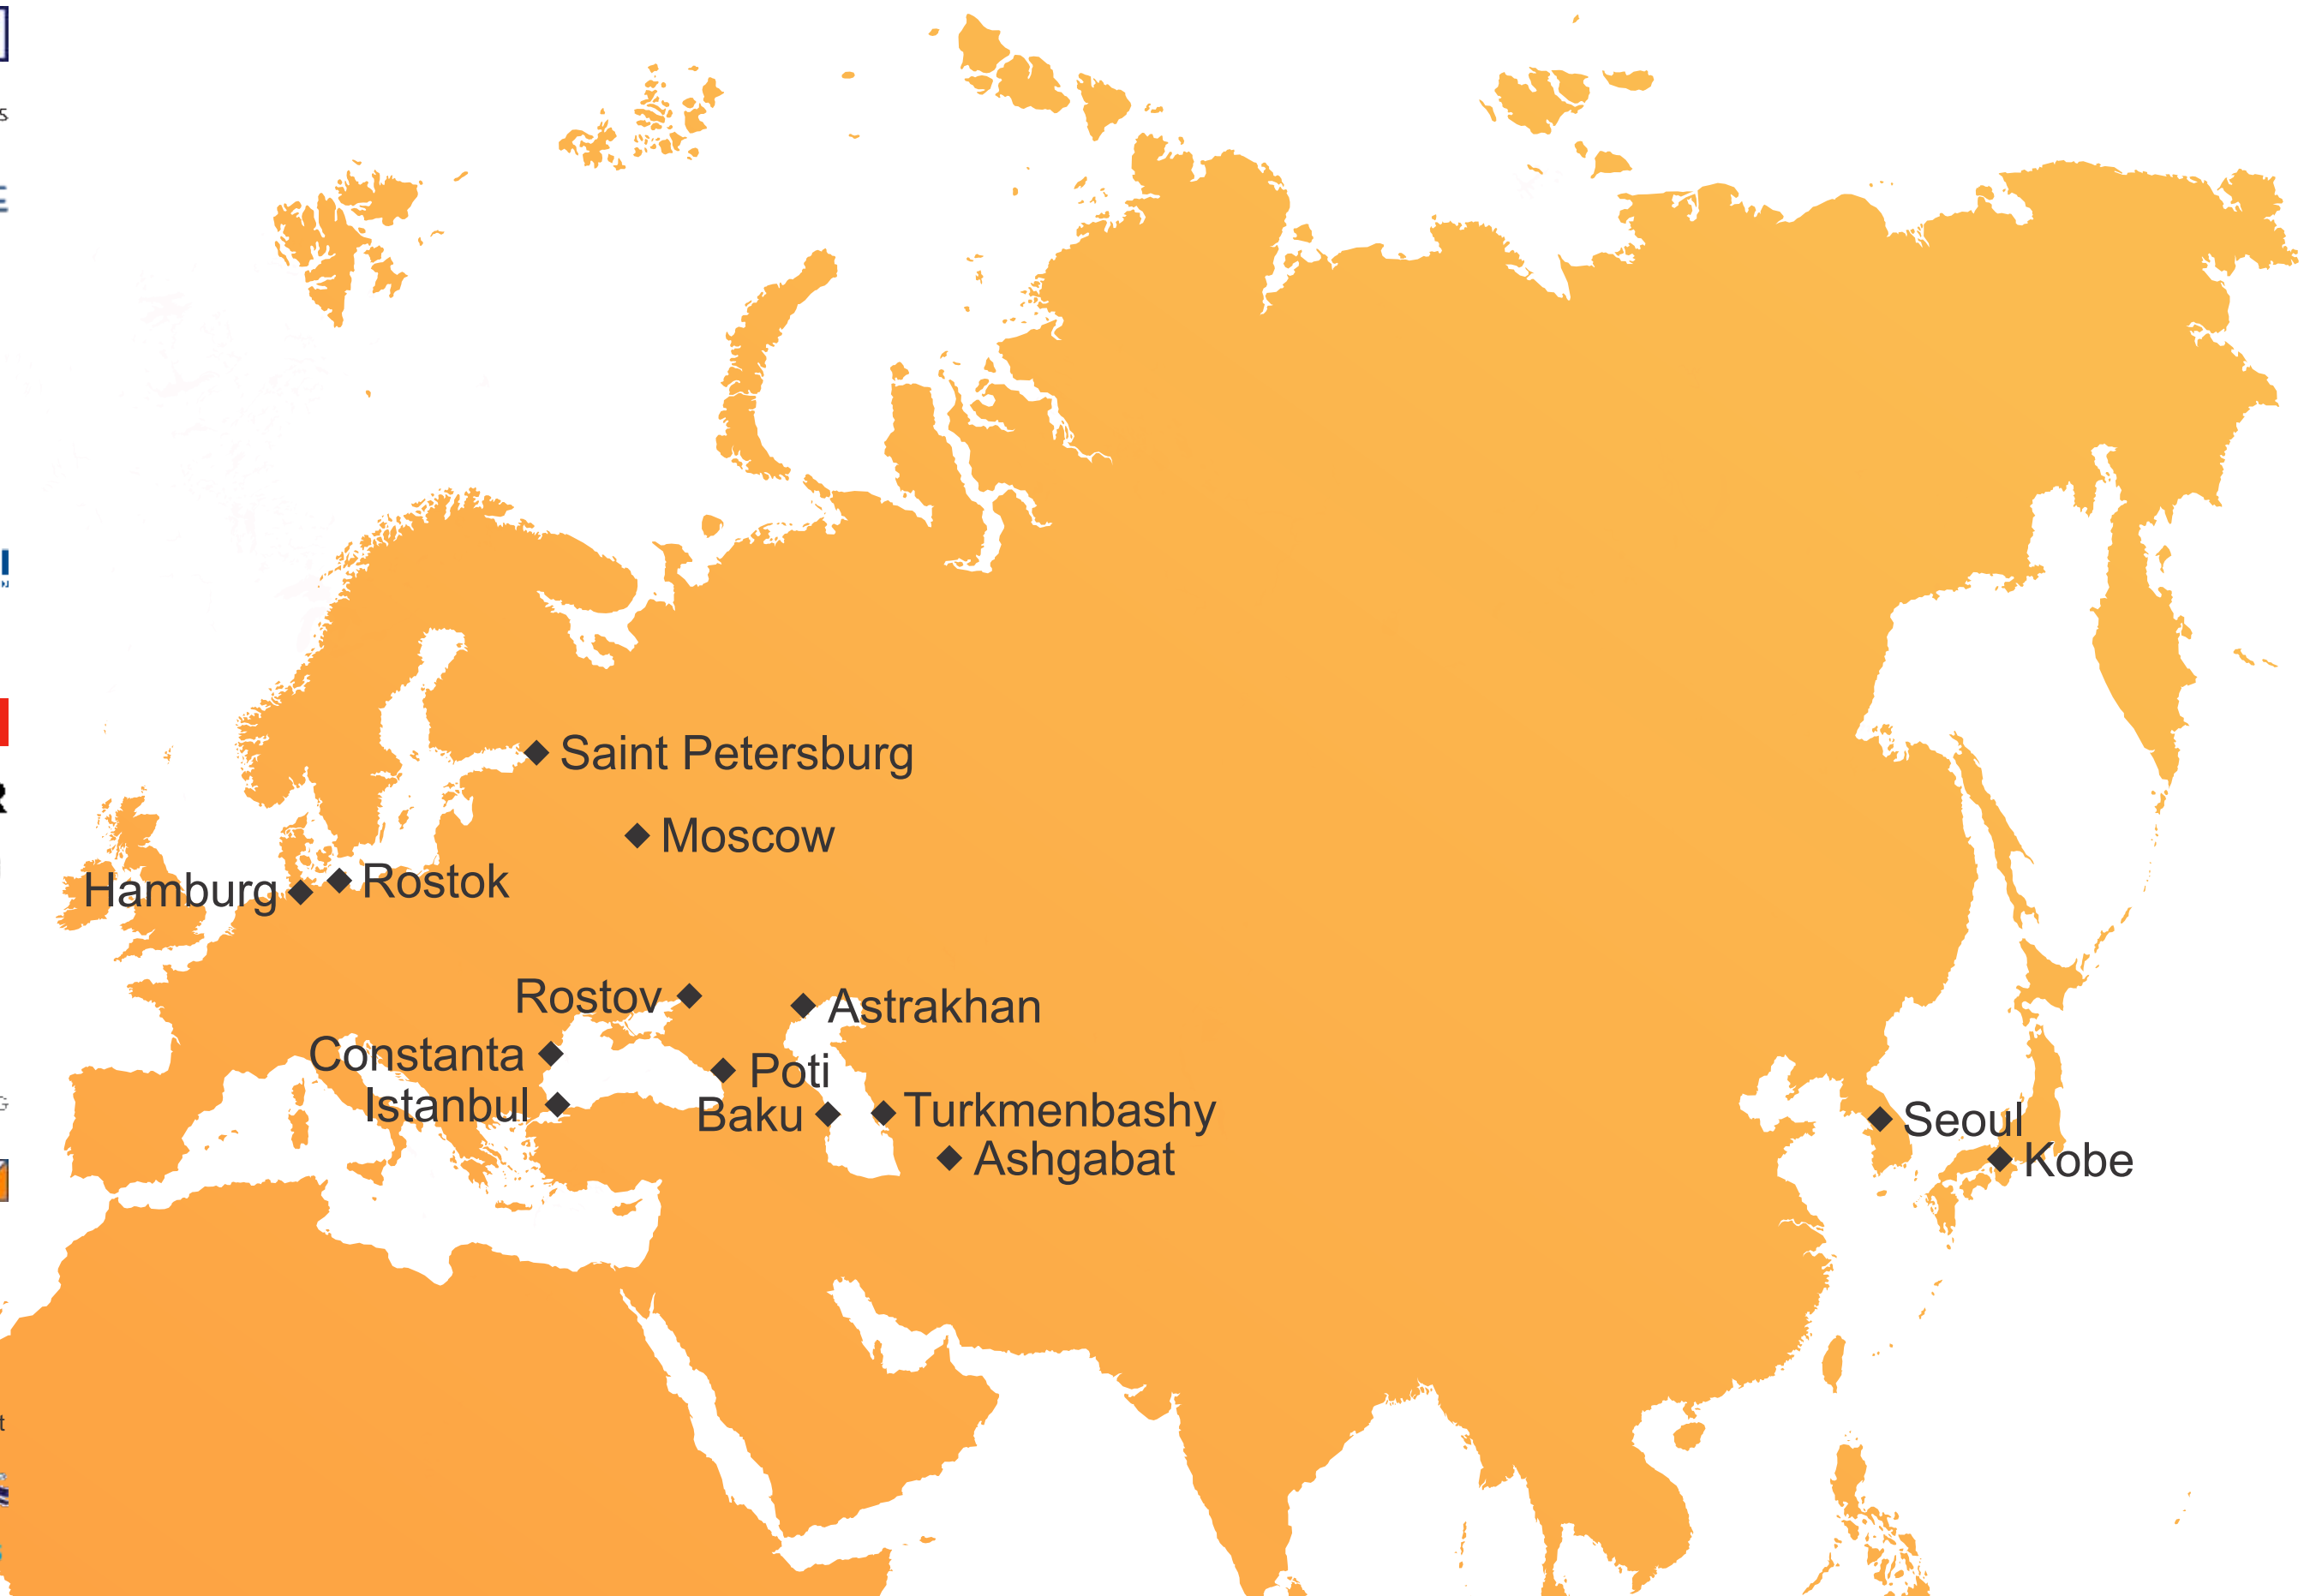 Saint Petersburg
Moscow
Hamburg
Rostok
Rostov
Astrakhan
Constanta
Poti
Istanbul
Baku
Turkmenbashy
Seoul
Ashgabat
Kobe